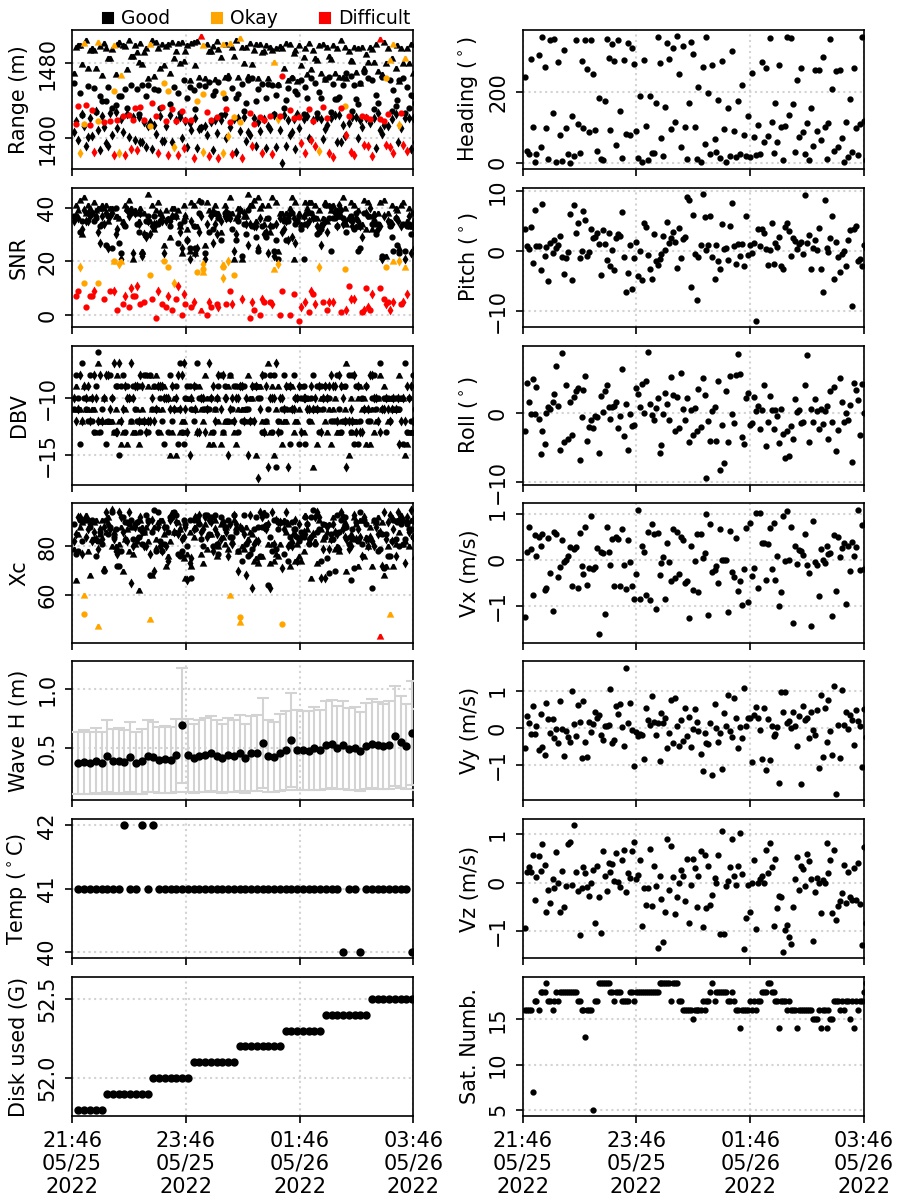 Good Okay Difficult
Range (m)
1480
1400
Heading (°)
200
0
SNR
40
20
0
Pitch (°)
10
0
−10
DBV
−10
−15
Roll (°)
0
−10
Xc
80
60
Vx (m/s)
1
0
−1
Wave H (m)
1.0
0.5
Vy (m/s)
1
0
−1
Temp (°C)
42
41
40
Vz (m/s)
1
0
−1
Disk used (G)
52.5
52.0
Sat. Numb.
15
10
5
21:46 23:46 01:46 03:46
05/25 05/25 05/26 05/26
2022 2022 2022 2022
21:46 23:46 01:46 03:46
05/25 05/25 05/26 05/26
2022 2022 2022 2022